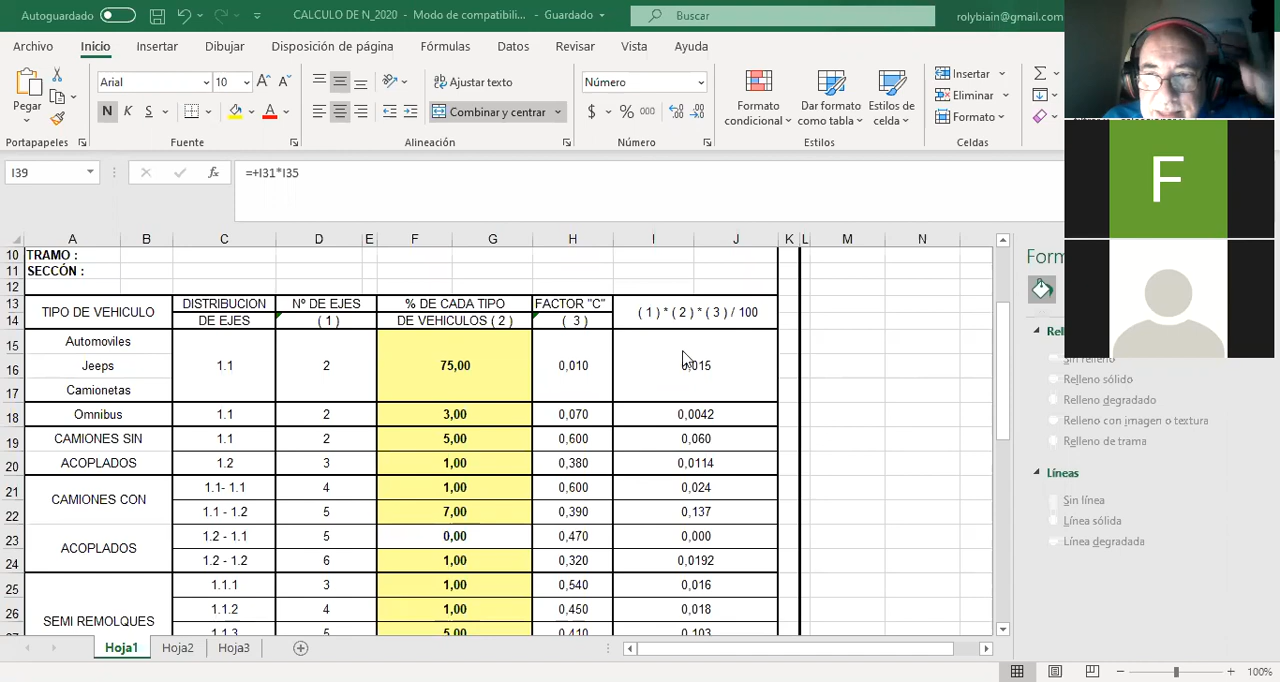 Autoguardado
CALCULO DE N_2020 - Modo de compatibili... - Guardado
Buscar
rolybiain@gmail.com
Archivo Inicio Insertar Dibujar Disposición de página Fórmulas Datos Revisar Vista Ayuda
Pegar
Arial 10
N K S
Ajustar texto
Combinar y centrar
Número
$ % 000
Formato condicional
Dar formato como tabla
Estilos de celda
Insertar
Eliminar
Formato
Portapapeles Fuente Alineación Número Estilos Celdas
I39 fx =+I31*I35
A B C D E F G H I J K L M N
10 TRAMO :
11 SECCÓN :
12
13 TIPO DE VEHICULO DISTRIBUCION Nº DE EJES % DE CADA TIPO FACTOR "C" ( 1 ) * ( 2 ) * ( 3 ) / 100
14 DE EJES ( 1 ) DE VEHICULOS ( 2 ) ( 3 )
15 Automoviles
16 Jeeps 1.1 2 75,00 0,010 0,015
17 Camionetas
18 Omnibus 1.1 2 3,00 0,070 0,0042
19 CAMIONES SIN 1.1 2 5,00 0,600 0,060
20 ACOPLADOS 1.2 3 1,00 0,380 0,0114
21 CAMIONES CON 1.1- 1.1 4 1,00 0,600 0,024
22 1.1 - 1.2 5 7,00 0,390 0,137
23 ACOPLADOS 1.2 - 1.1 5 0,00 0,470 0,000
24 1.2 - 1.2 6 1,00 0,320 0,0192
25 1.1.1 3 1,00 0,540 0,016
26 SEMI REMOLQUES 1.1.2 4 1,00 0,450 0,018
1.1.3 5 5,00 0,410 0,103
Hoja1 Hoja2 Hoja3
100%
Form
Rell
Sin relleno
Relleno sólido
Relleno degradado
Relleno con imagen o textura
Relleno de trama
Líneas
Sin línea
Línea sólida
Línea degradada
F